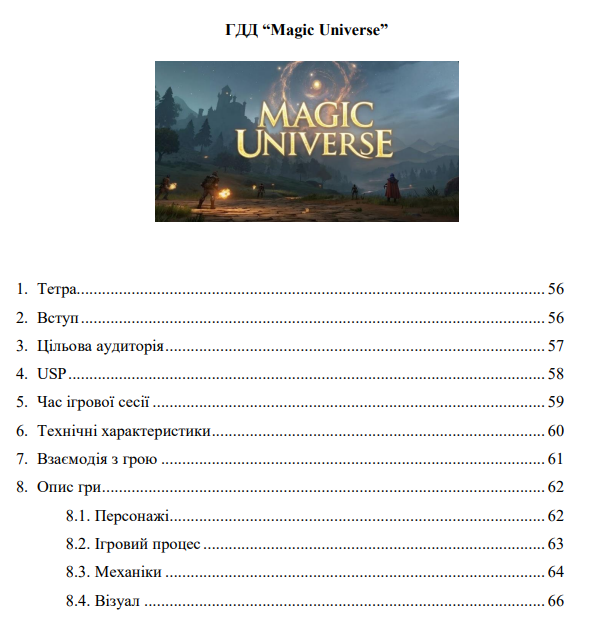 ГДД “Magic Universe”
MAGIC
UNIVERSE
1. Тетра........................................................................................................ 56
2. Вступ........................................................................................................ 56
3. Цільова аудиторія........................................................................................................ 57
4. USP........................................................................................................ 58
5. Час ігрової сесії........................................................................................................ 59
6. Технічні характеристики........................................................................................................ 60
7. Взаємодія з грою........................................................................................................ 61
8. Опис гри........................................................................................................ 62
8.1. Персонажі........................................................................................................ 62
8.2. Ігровий процес........................................................................................................ 63
8.3. Механіки........................................................................................................ 64
8.4. Візуал........................................................................................................ 66